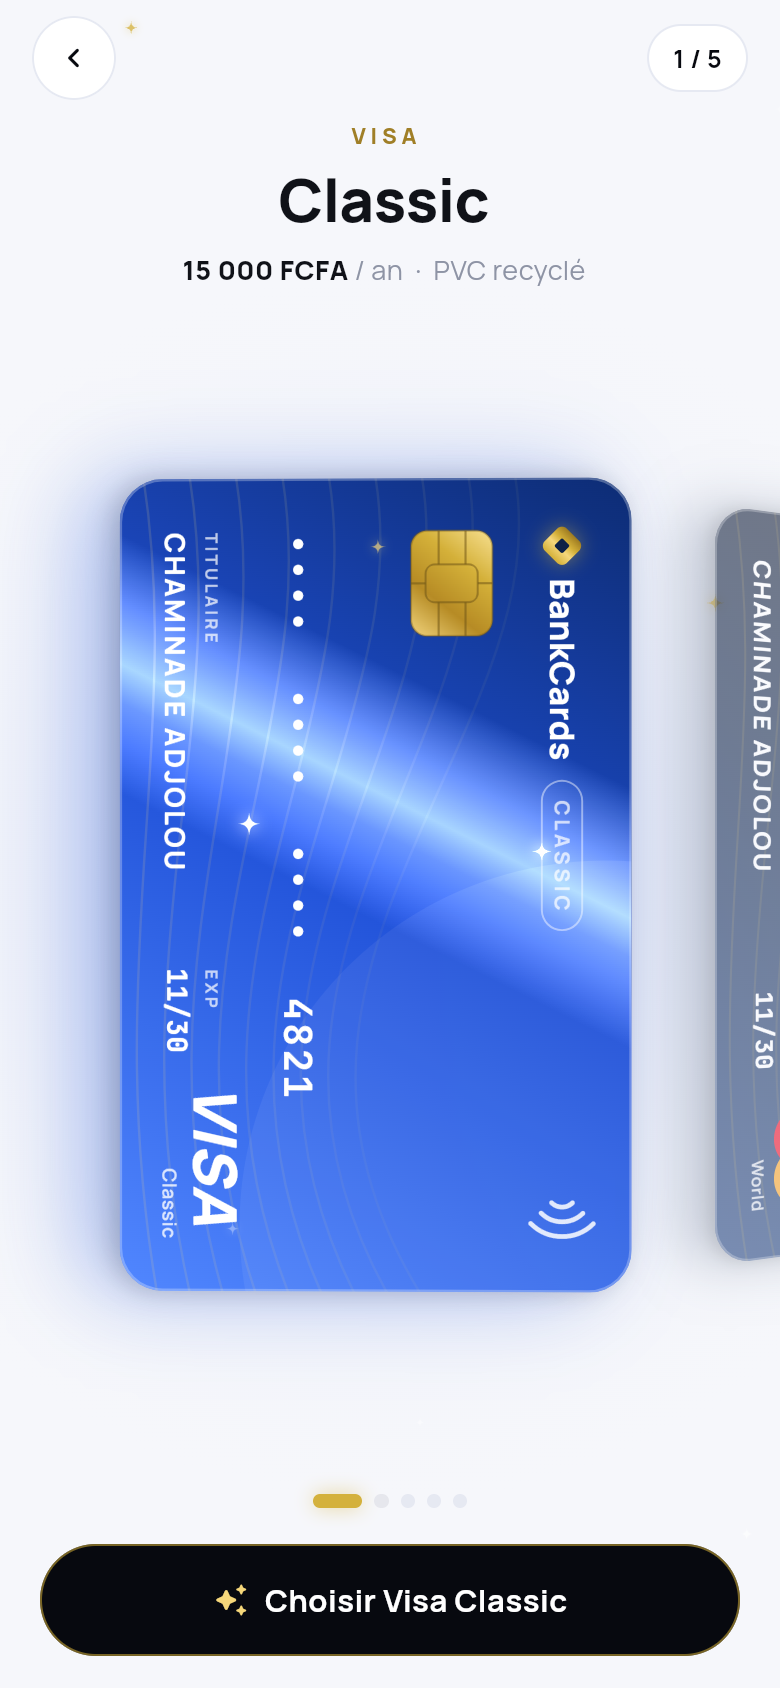 1 / 5
VISA
Classic
15 000 FCFA / an · PVC recyclé
BankCards CLASSIC
•••• •••• •••• 4821
TITULAIRE
CHAMINADE ADJOLOU
EXP
11/30
VISA
Classic
CHAMINADE ADJOLOU
11/30
World
Choisir Visa Classic